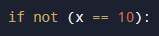 if not (x == 10):